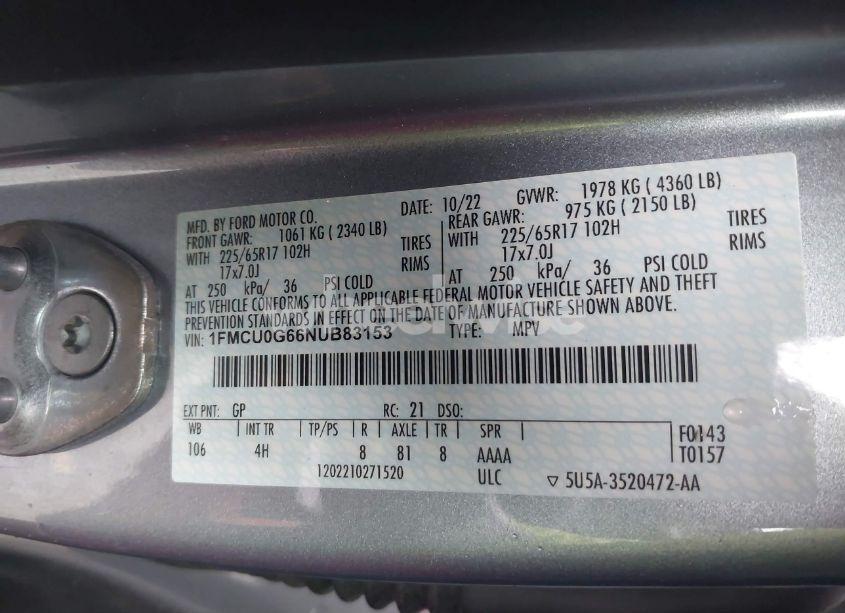 MFD. BY FORD MOTOR CO.
DATE: 10/22 GVWR: 1978 KG ( 4360 LB)
FRONT GAWR: 1061 KG ( 2340 LB)
REAR GAWR: 975 KG ( 2150 LB)
WITH 225/65R17 102H TIRES
WITH 225/65R17 102H TIRES
17x7.0J RIMS
17x7.0J RIMS
AT 250 kPa/ 36 PSI COLD
AT 250 kPa/ 36 PSI COLD
THIS VEHICLE CONFORMS TO ALL APPLICABLE FEDERAL MOTOR VEHICLE SAFETY AND THEFT
PREVENTION STANDARDS IN EFFECT ON THE DATE OF MANUFACTURE SHOWN ABOVE.
VIN: 1FMCU0G66NUB83153 TYPE: MPV
EXT PNT: GP RC: 21 DSO:
WB INT TR TP/PS R AXLE TR SPR
106 4H 8 81 8 AAAA
F0143
T0157
1202210271520 ULC ▽ 5U5A-3520472-AA